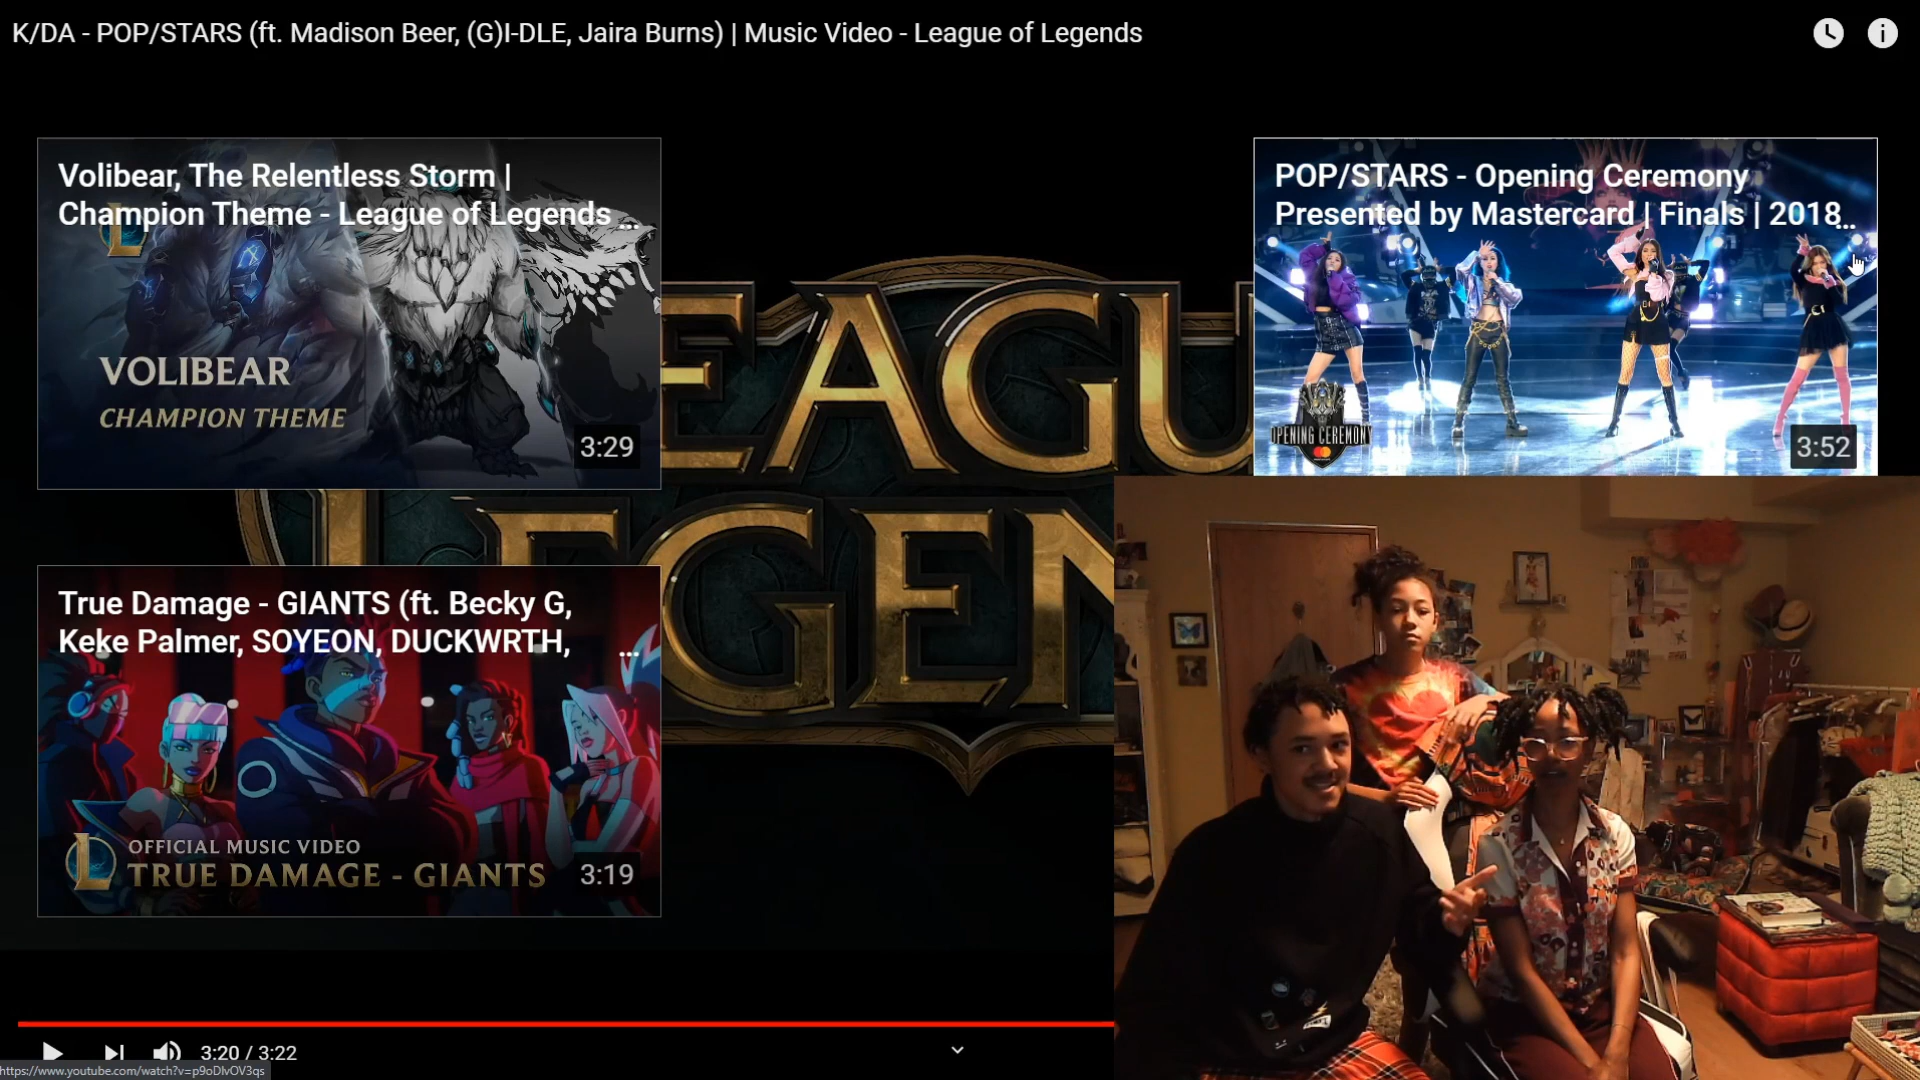 K/DA - POP/STARS (ft. Madison Beer, (G)I-DLE, Jaira Burns) | Music Video - League of Legends
Volibear, The Relentless Storm |
Champion Theme - League of Legends ...
VOLIBEAR
CHAMPION THEME
3:29
POP/STARS - Opening Ceremony
Presented by Mastercard | Finals | 2018...
OPENING CEREMONY
3:52
EAGU
LEGEN
True Damage - GIANTS (ft. Becky G,
Keke Palmer, SOYEON, DUCKWRTH, ...
OFFICIAL MUSIC VIDEO
TRUE DAMAGE - GIANTS
3:19
3:20 / 3:22
https://www.youtube.com/watch?v=p9oDlvOV3qs